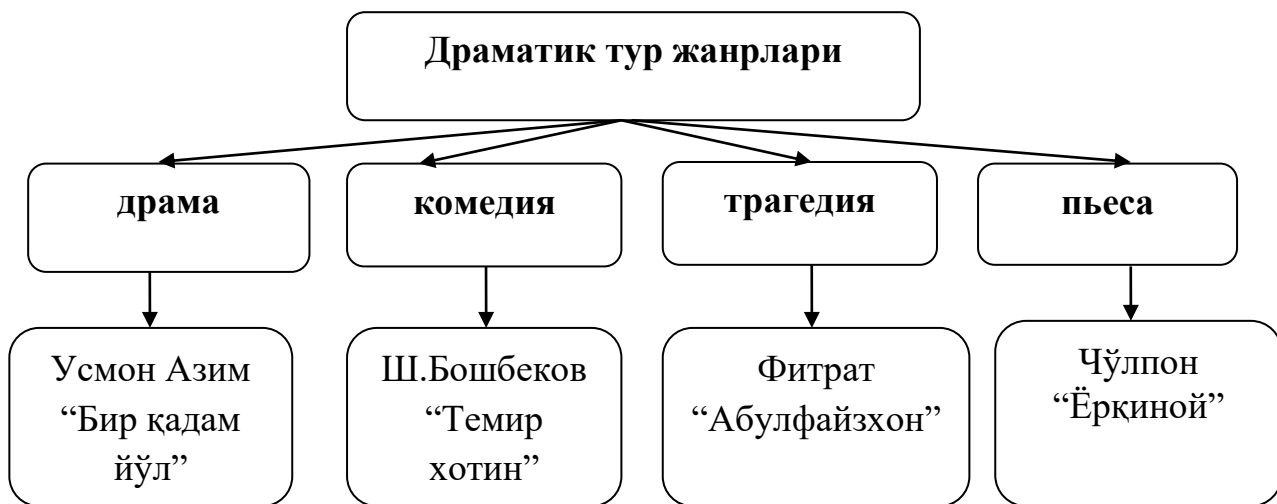 Драматик тур жанрлари
драма
комедия
трагедия
пьеса
Усмон Азим
“Бир қадам
йўл”
Ш.Бошбеков
“Темир
хотин”
Фитрат
“Абулфайзхон”
Чўлпон
“Ёрқиной”